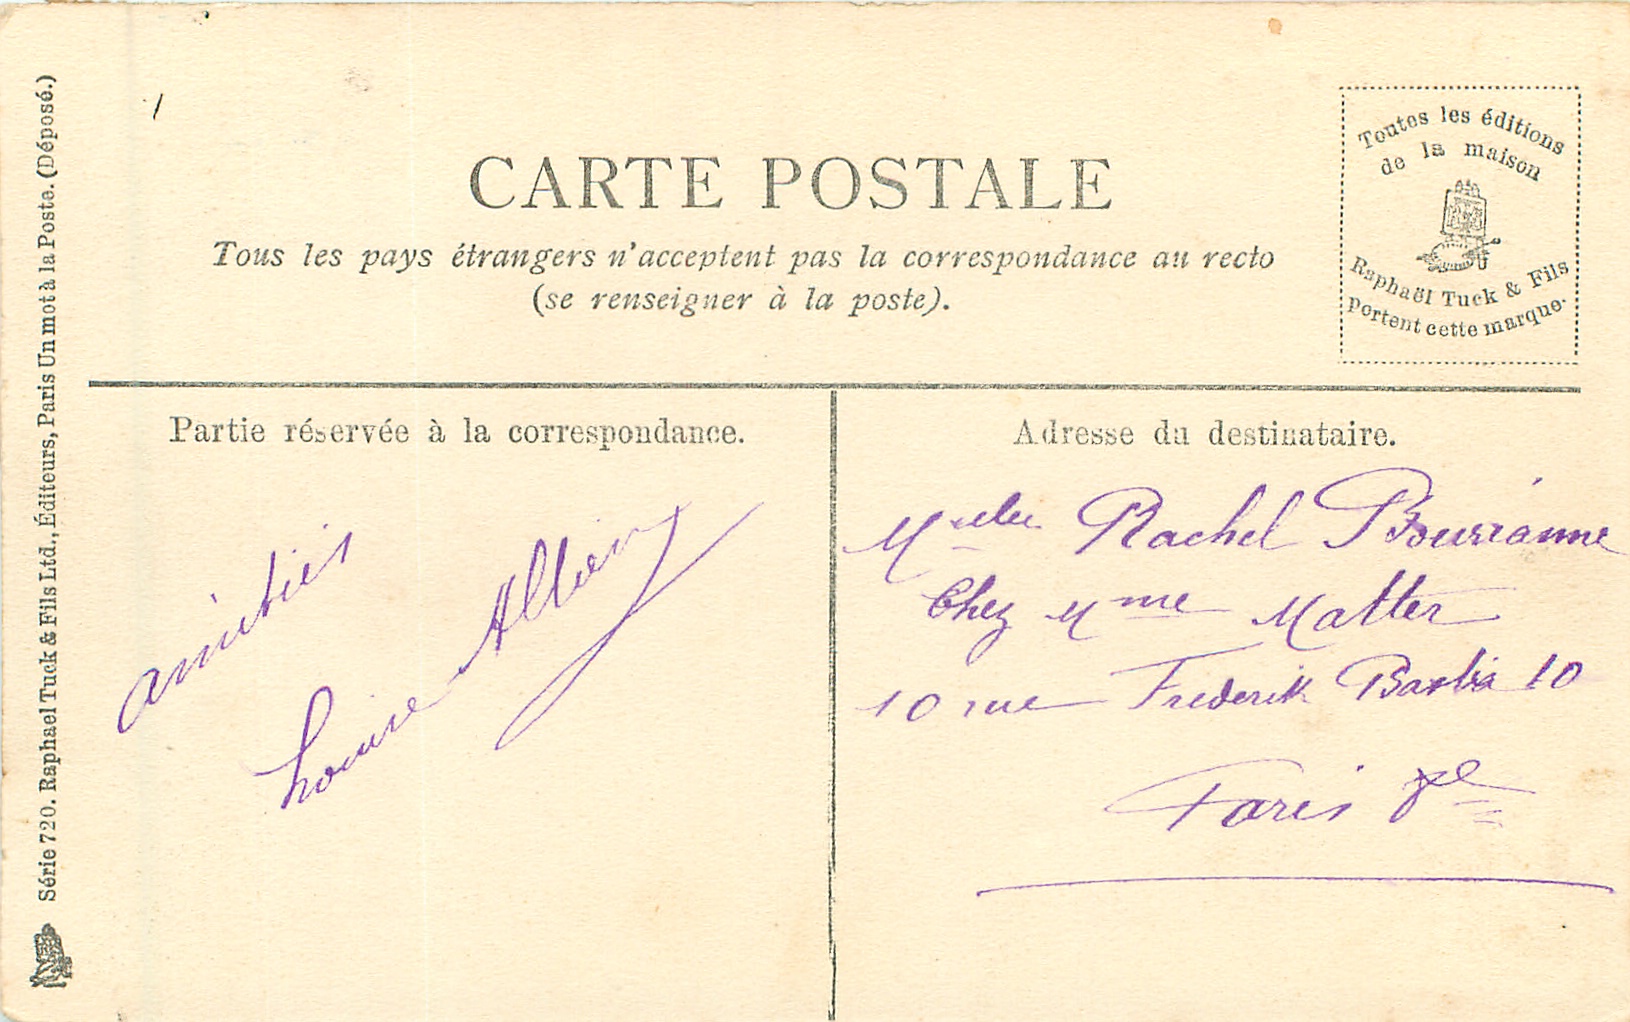 CARTE POSTALE
Tous les pays étrangers n'acceptent pas la correspondance au recto
(se renseigner à la poste).
Toutes les éditions
de la maison
Raphaël Tuck & Fils
portent cette marque.
Série 720. Raphael Tuck & Fils Ltd., Éditeurs, Paris Un mot à la Poste. (Déposé.)
Partie réservée à la correspondance.
amitiés
Louise
Adresse du destinataire.
Rachel
Chez Mme Matter
10 rue Frederik 10
Paris